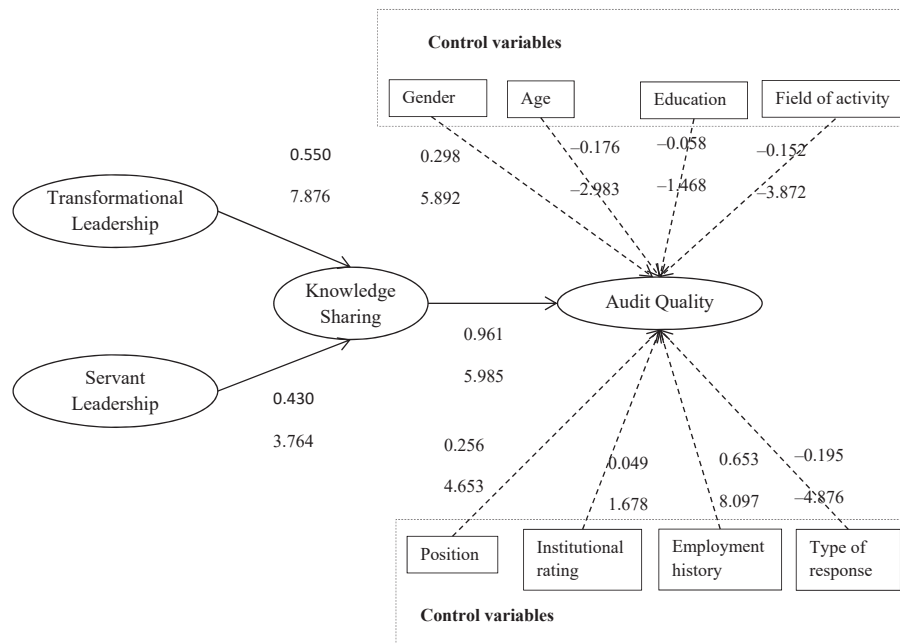 Control variables
Gender
Age
Education
Field of activity
0.550
7.876
0.298
5.892
–0.176
–2.983
–0.058
–1.468
–0.152
–3.872
Transformational
Leadership
Knowledge
Sharing
Audit Quality
0.961
5.985
Servant
Leadership
0.430
3.764
0.256
4.653
0.049
1.678
0.653
8.097
–0.195
–4.876
Position
Institutional
rating
Employment
history
Type of
response
Control variables